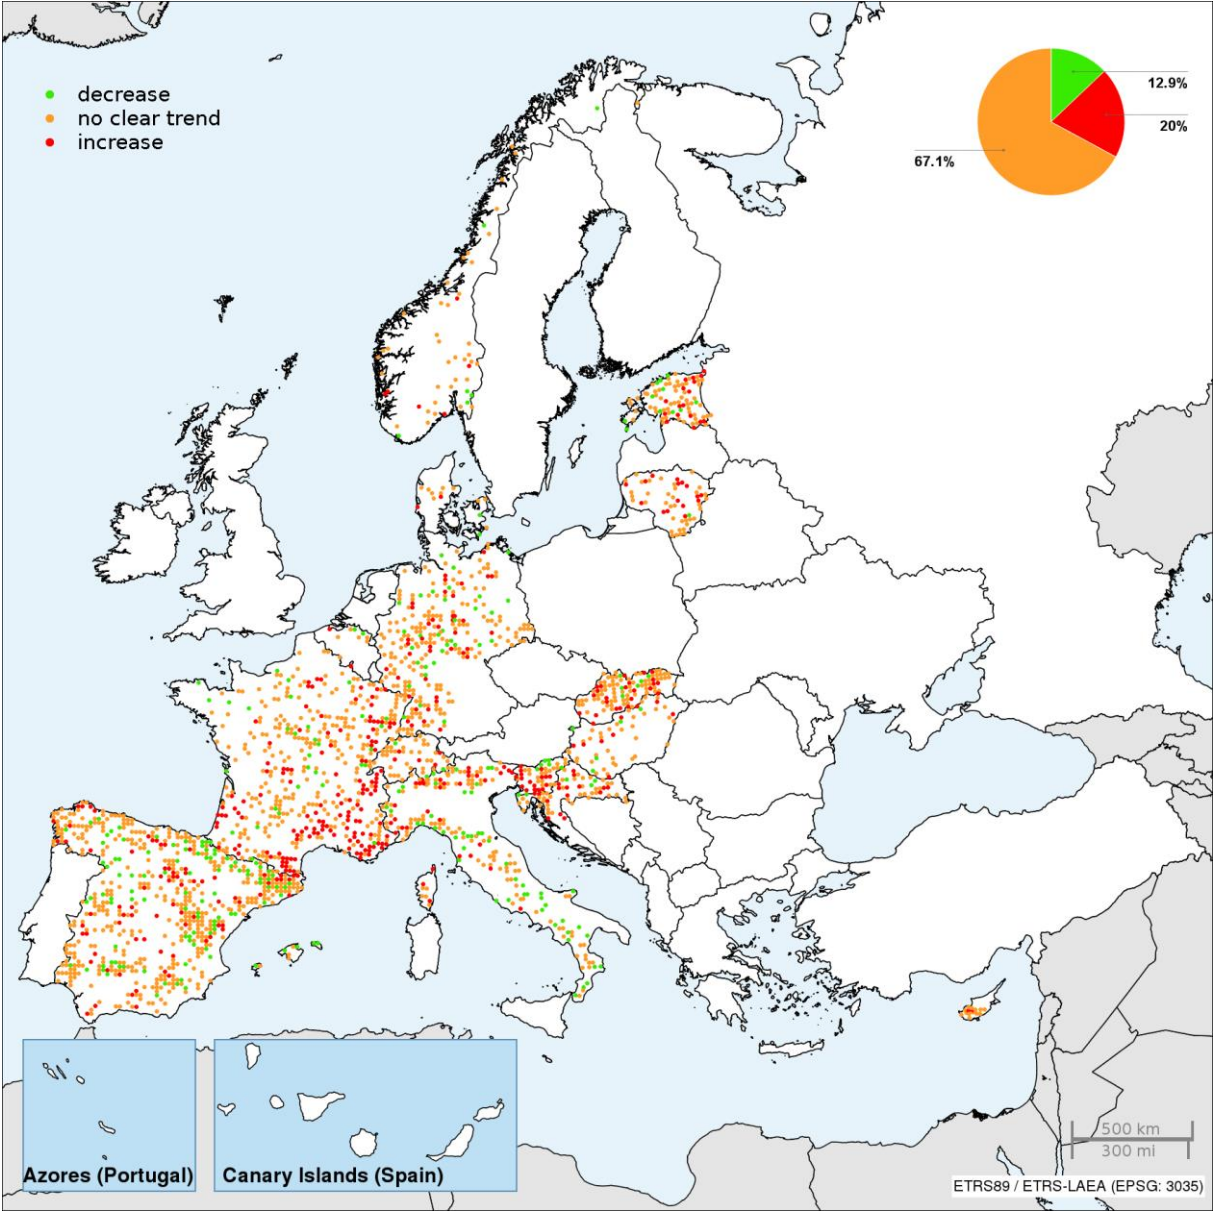 decrease
no clear trend
increase
12.9%
20%
67.1%
Azores (Portugal)
Canary Islands (Spain)
500 km
300 mi
ETRS89 / ETRS-LAEA (EPSG: 3035)